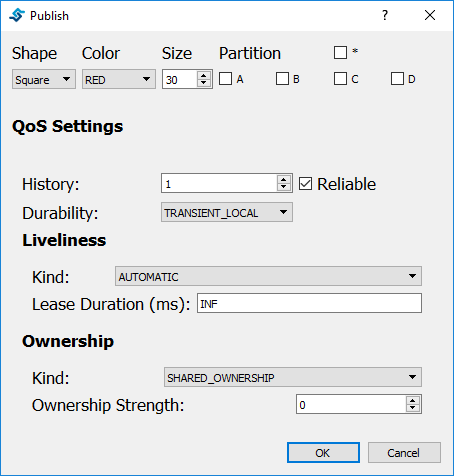 Publish
Shape Color Size Partition *
Square RED 30 A B C D
QoS Settings
History: 1 Reliable
Durability: TRANSIENT_LOCAL
Liveliness
Kind: AUTOMATIC
Lease Duration (ms): INF
Ownership
Kind: SHARED_OWNERSHIP
Ownership Strength: 0
OK Cancel